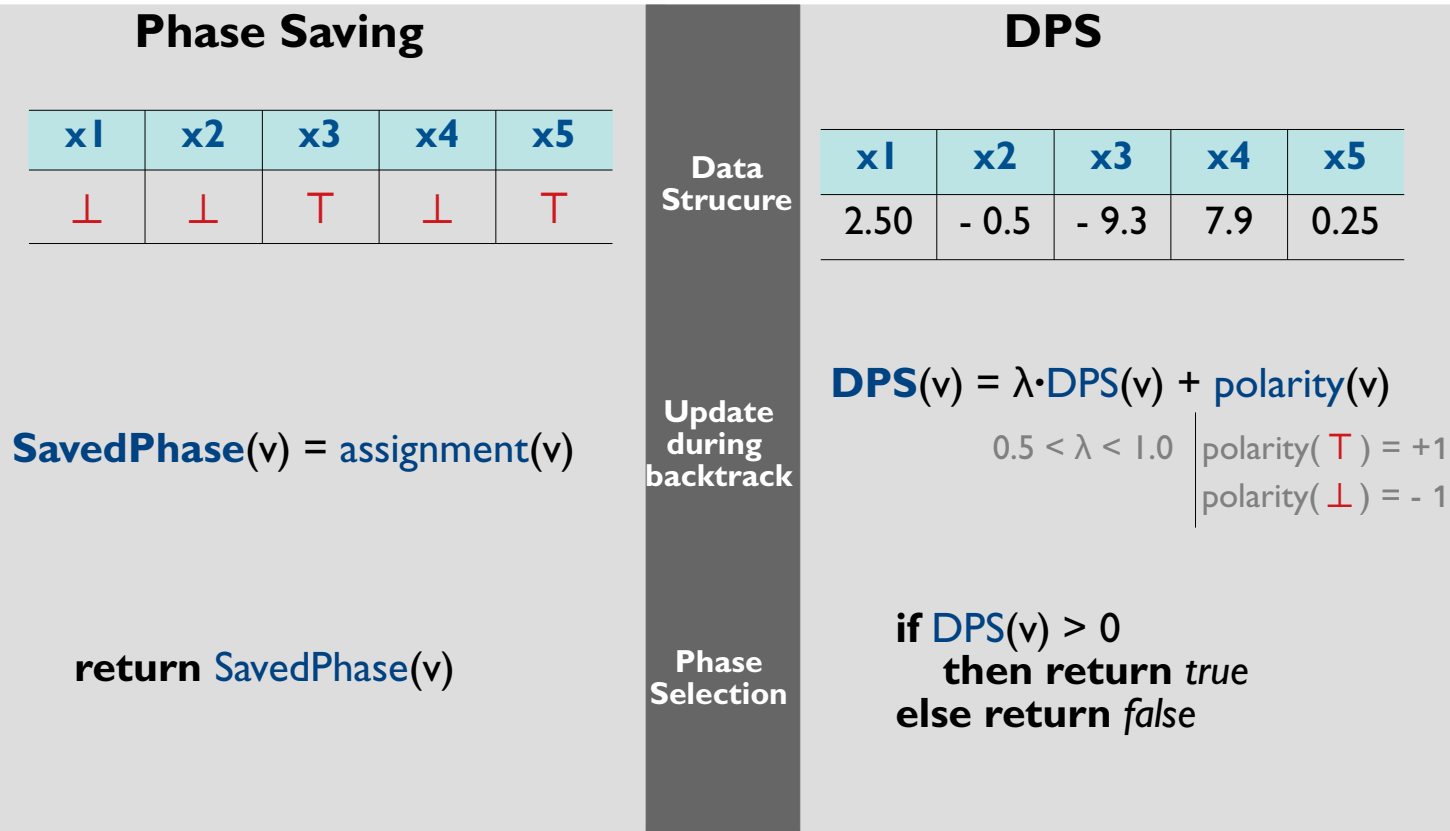 Phase Saving
x1 x2 x3 x4 x5
⊥ ⊥ ⊤ ⊥ ⊤
SavedPhase(v) = assignment(v)
return SavedPhase(v)
Data
Strucure
Update
during
backtrack
Phase
Selection
DPS
x1 x2 x3 x4 x5
2.50 - 0.5 - 9.3 7.9 0.25
DPS(v) = λ·DPS(v) + polarity(v)
0.5 < λ < 1.0 polarity( ⊤ ) = +1
polarity( ⊥ ) = - 1
if DPS(v) > 0
then return true
else return false